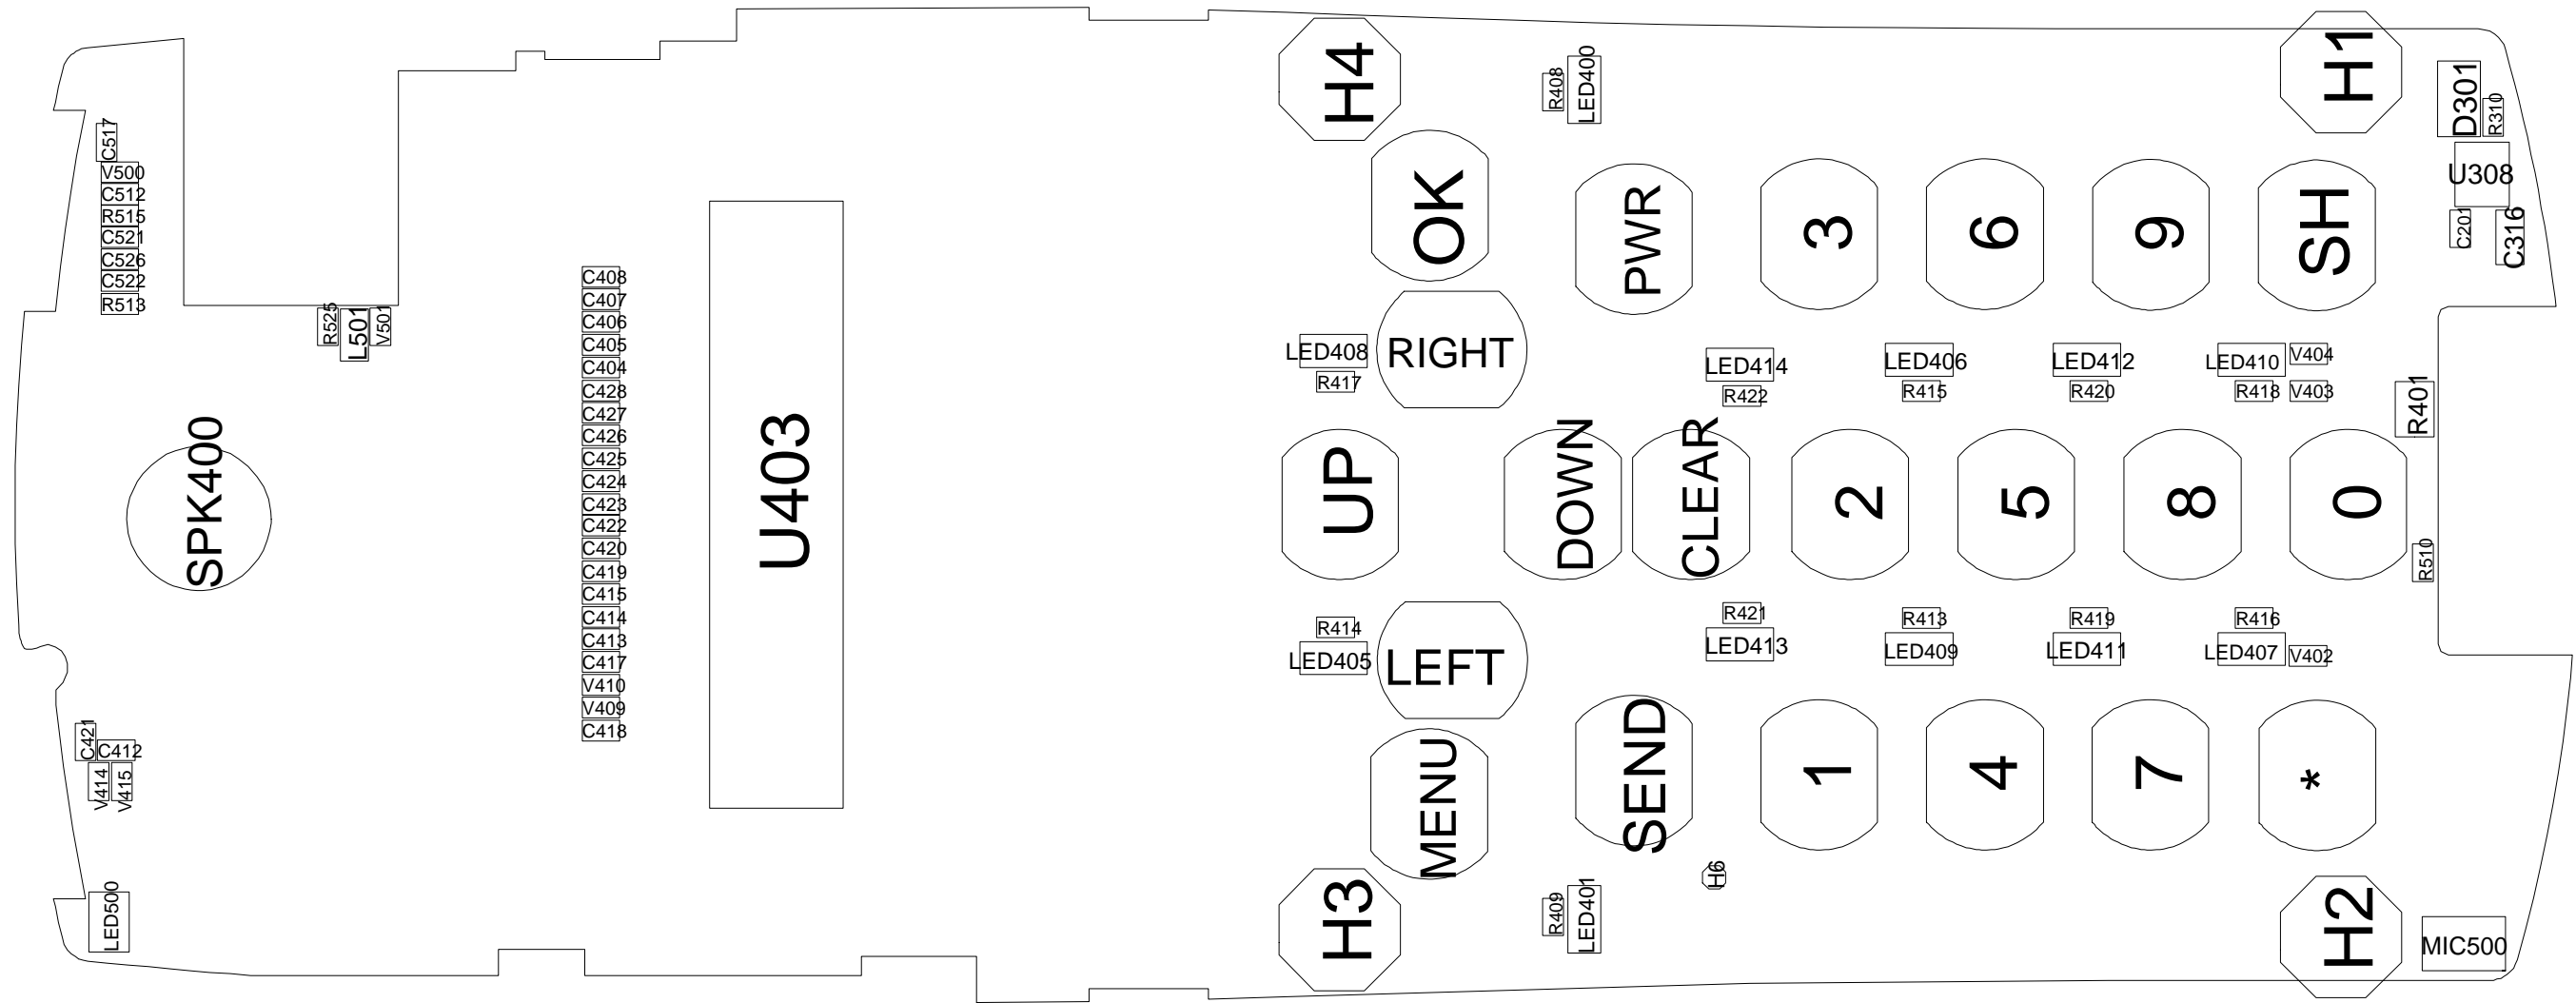 C517
V500
C512
R515
C521
C526
C522
R513
R525
L501
V501
SPK400
C421
C412
V414
V415
LED500
C408
C407
C406
C405
C404
C428
C427
C426
C425
C424
C423
C422
C420
C419
C415
C414
C413
C417
V410
V409
C418
U403
H4
R408
LED400
OK
PWR
3
6
9
SH
H1
D301
R310
U308
C201
C316
LED408
R417
RIGHT
LED414
R422
LED406
R415
LED412
R420
LED410
R418
V404
V403
R401
UP
DOWN
CLEAR
2
5
8
0
R510
R414
LED405
LEFT
R421
LED413
R413
LED409
R419
LED411
R416
LED407
V402
MENU
SEND
1
4
7
*
H3
R409
LED401
H6
H2
MIC500